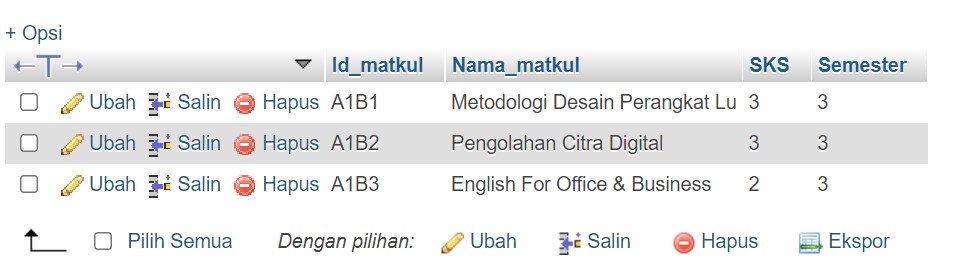 + Opsi
Id_matkul Nama_matkul SKS Semester
Ubah Salin Hapus A1B1 Metodologi Desain Perangkat Lu 3 3
Ubah Salin Hapus A1B2 Pengolahan Citra Digital 3 3
Ubah Salin Hapus A1B3 English For Office & Business 2 3
Pilih Semua Dengan pilihan: Ubah Salin Hapus Ekspor